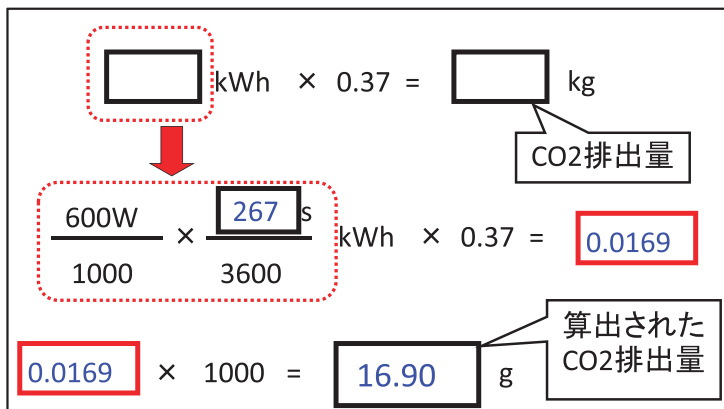 kWh × 0.37 = kg
CO2排出量
600W × 267 s kWh × 0.37 = 0.0169
1000 3600
0.0169 × 1000 = 16.90 g
算出された
CO2排出量